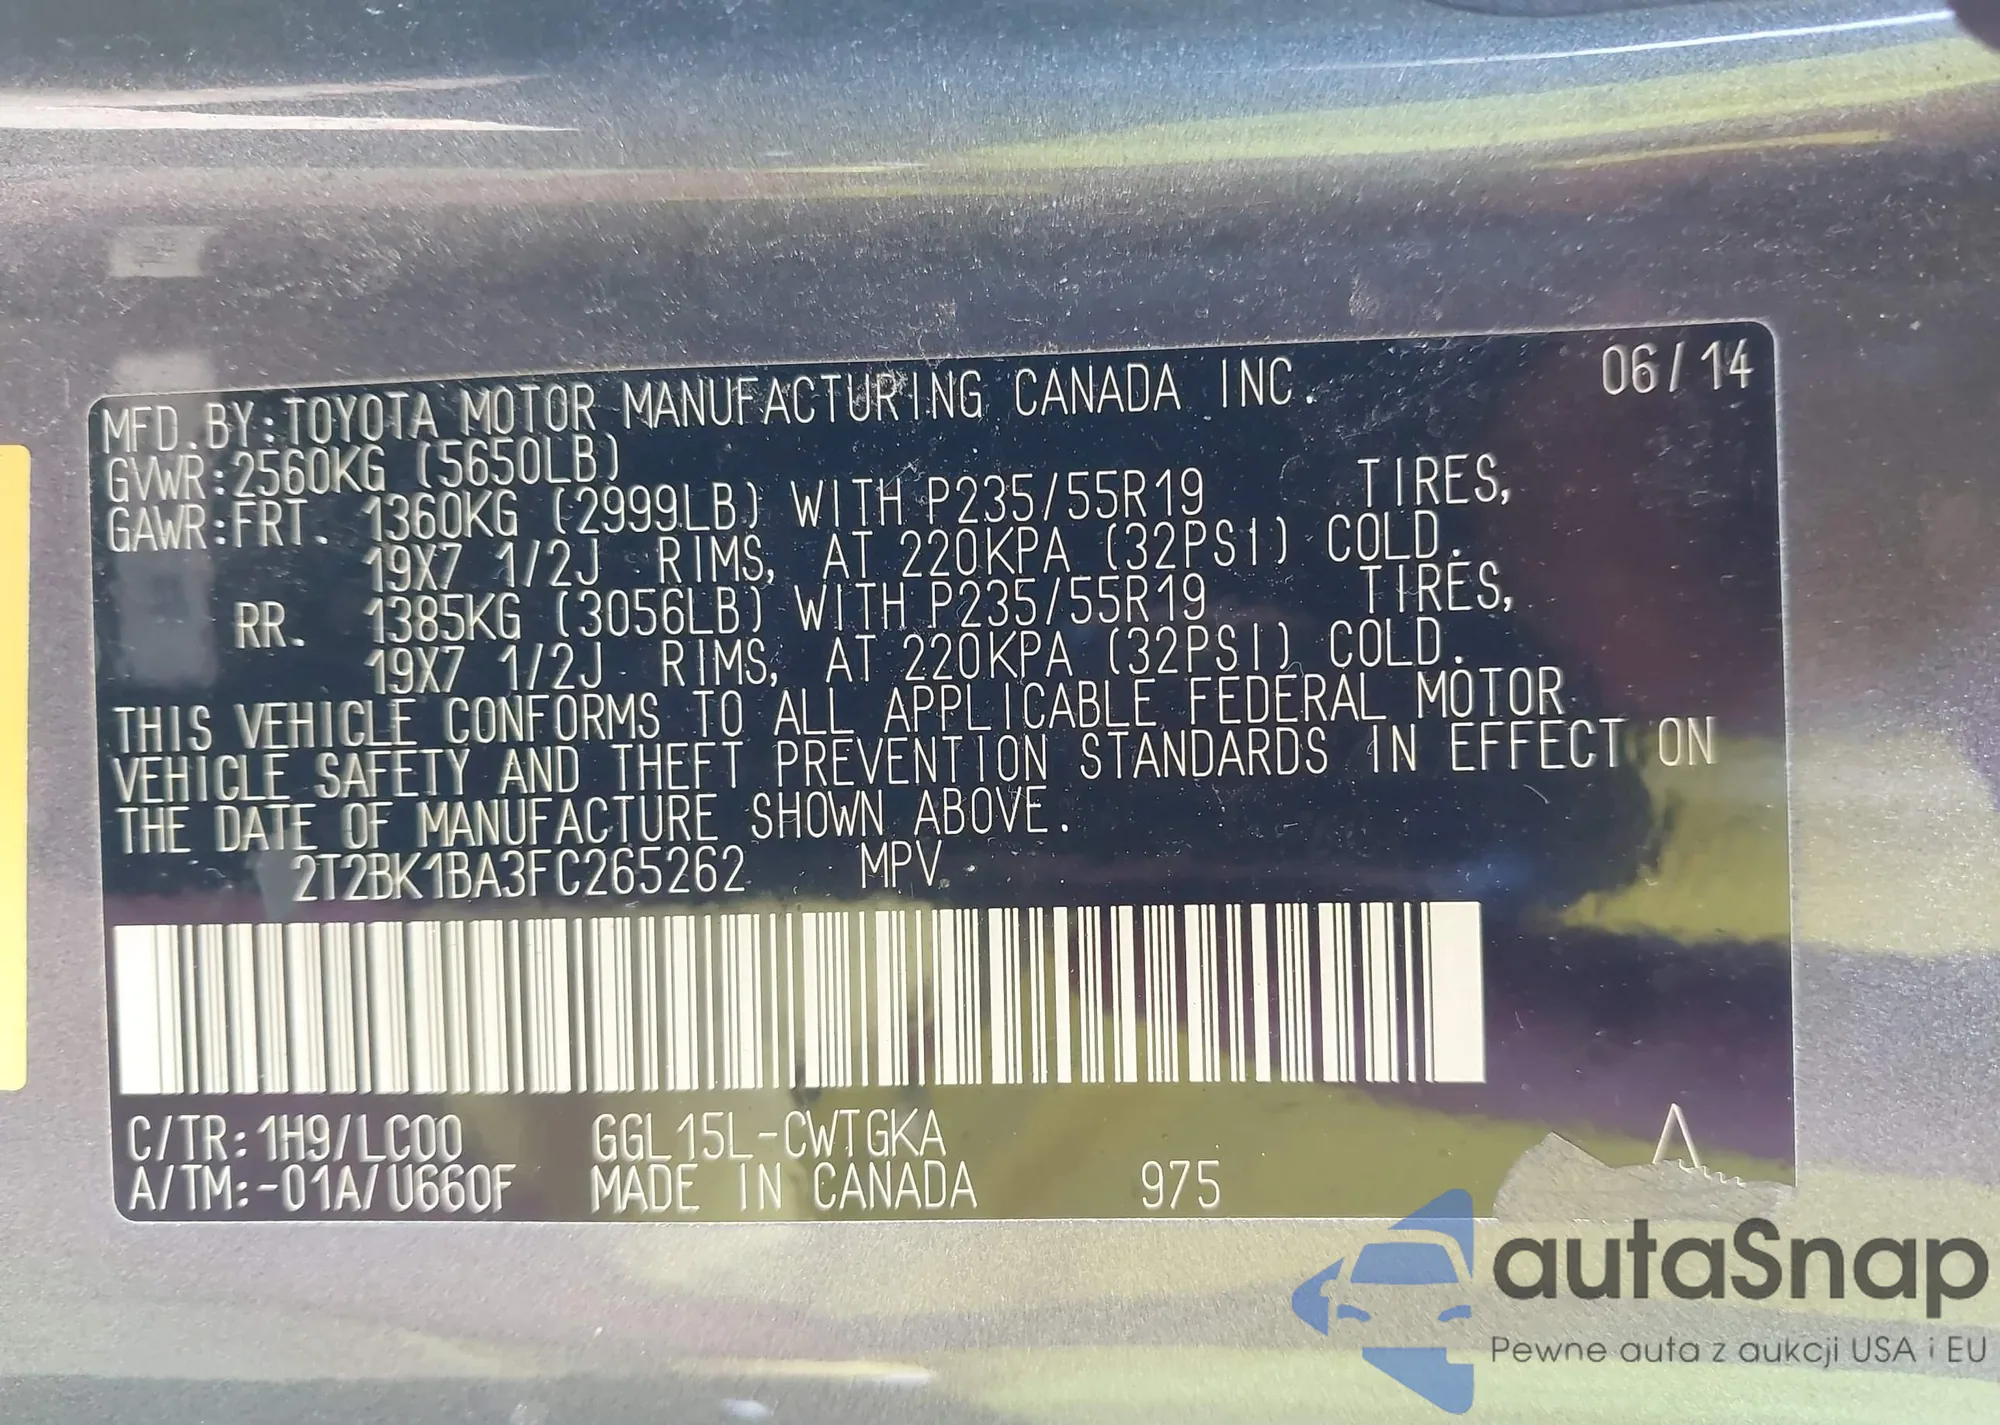 06/14
MFD.BY:TOYOTA MOTOR MANUFACTURING CANADA INC.
GVWR:2560KG (5650LB)
GAWR:FRT. 1360KG (2999LB) WITH P235/55R19 TIRES,
19X7 1/2J RIMS, AT 220KPA (32PSI) COLD.
RR. 1385KG (3056LB) WITH P235/55R19 TIRES,
19X7 1/2J RIMS, AT 220KPA (32PSI) COLD.
THIS VEHICLE CONFORMS TO ALL APPLICABLE FEDERAL MOTOR
VEHICLE SAFETY AND THEFT PREVENTION STANDARDS IN EFFECT ON
THE DATE OF MANUFACTURE SHOWN ABOVE.
2T2BK1BA3FC265262 MPV
C/TR:1H9/LC00 GGL15L-CWTGKA
A/TM:-01A/U660F MADE IN CANADA 975
autaSnap
Pewne auta z aukcji USA i EU